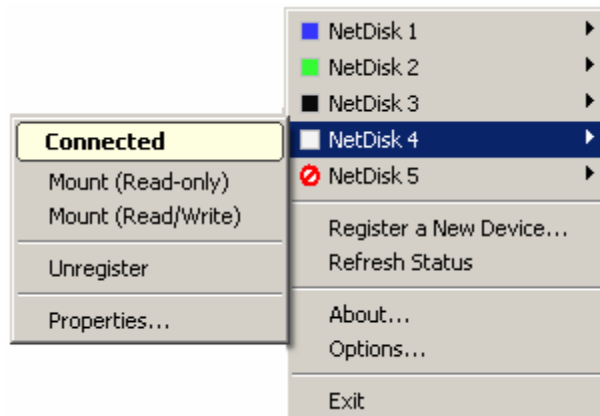 NetDisk 1
NetDisk 2
NetDisk 3
NetDisk 4
NetDisk 5
Register a New Device...
Refresh Status
About...
Options...
Exit
Connected
Mount (Read-only)
Mount (Read/Write)
Unregister
Properties...